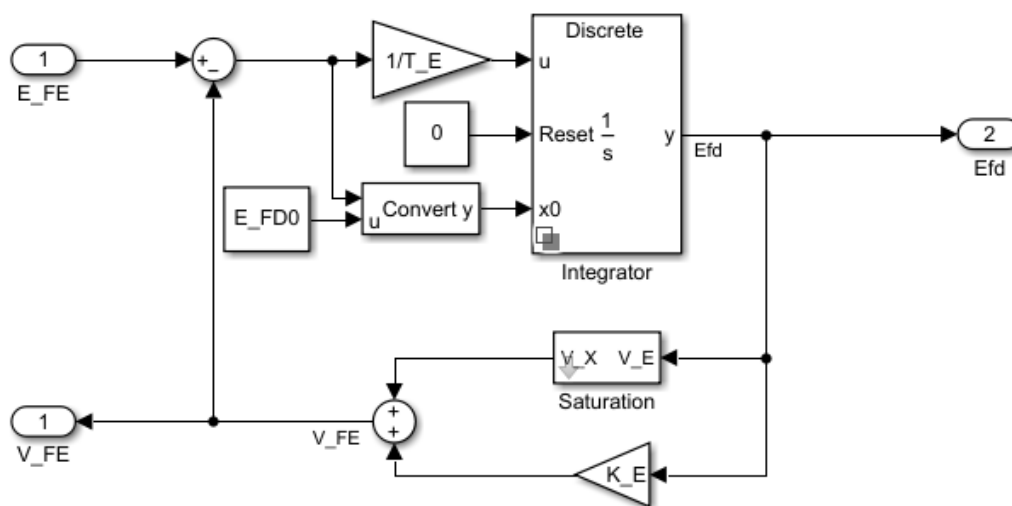 1
E_FE
+
-
1/T_E
Discrete
u
0
Reset
1
s
y
Efd
2
Efd
E_FD0
u
Convert
y
x0
Integrator
V_X
V_E
Saturation
1
V_FE
V_FE
+
+
K_E